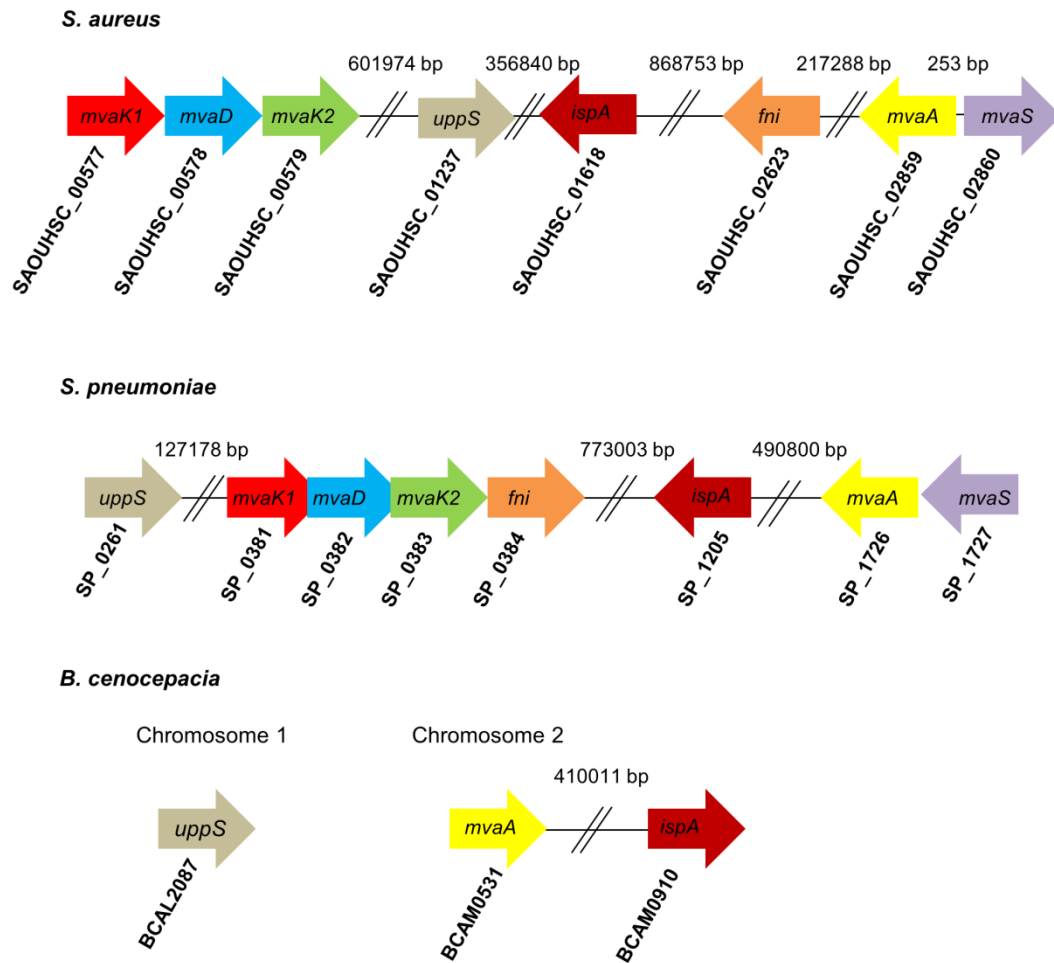 S. aureus
601974 bp 356840 bp 868753 bp 217288 bp 253 bp
mvaK1 mvaD mvaK2 uppS ispA fni mvaA mvaS
SAOUHSC_00577 SAOUHSC_00578 SAOUHSC_00579 SAOUHSC_01237 SAOUHSC_01618 SAOUHSC_02623 SAOUHSC_02859 SAOUHSC_02860
S. pneumoniae
127178 bp 773003 bp 490800 bp
uppS mvaK1 mvaD mvaK2 fni ispA mvaA mvaS
SP_0261 SP_0381 SP_0382 SP_0383 SP_0384 SP_1205 SP_1726 SP_1727
B. cenocepacia
Chromosome 1 Chromosome 2
410011 bp
uppS mvaA ispA
BCAL2087 BCAM0531 BCAM0910